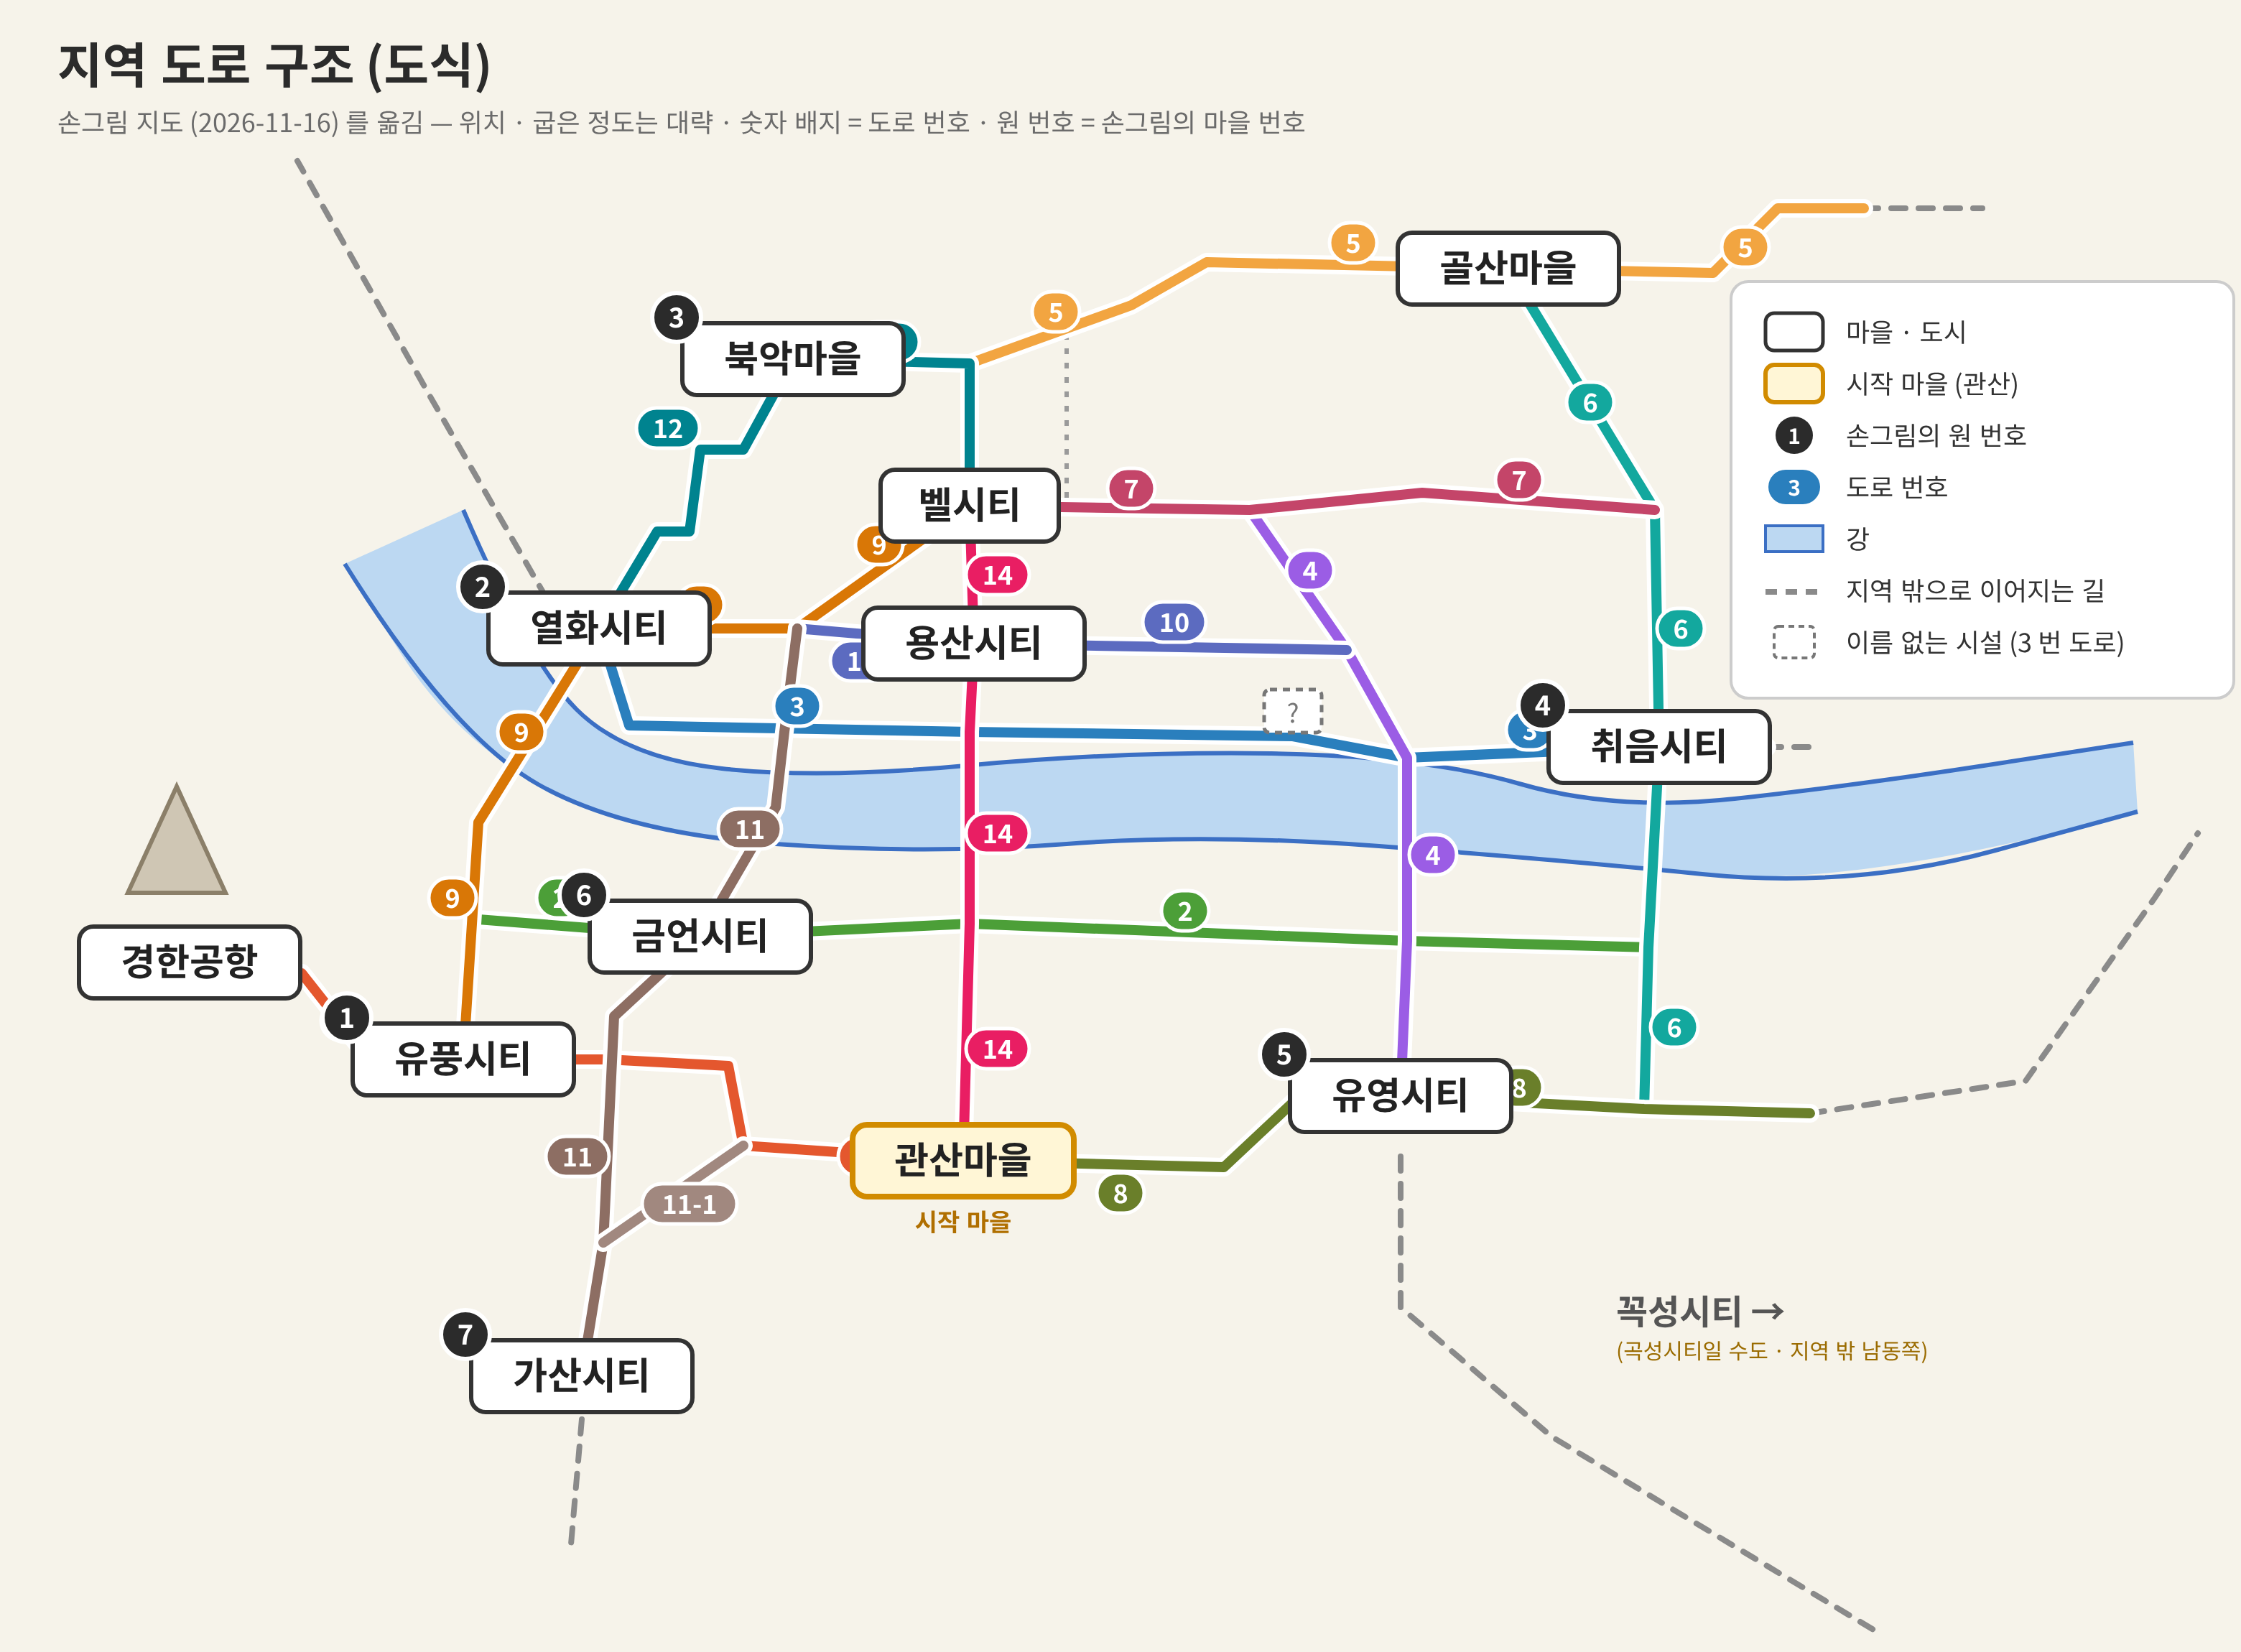 지역 도로 구조 (도식)
손그림 지도 (2026-11-16) 를 옮김 — 위치 · 굽은 정도는 대략 · 숫자 배지 = 도로 번호 · 원 번호 = 손그림의 마을 번호
5
5
5
골산마을
3
북악마을
마을 · 도시
시작 마을 (관산)
1
손그림의 원 번호
3
도로 번호
강
지역 밖으로 이어지는 길
이름 없는 시설 (3 번 도로)
6
12
7
7
벨시티
9
14
4
2
열화시티
10
용산시티
6
3
?
4
취음시티
9
11
14
4
9
6
2
금언시티
경한공항
1
유풍시티
14
6
5
유영시티
8
11
11-1
관산마을
시작 마을
8
꼭성시티 →
(곡성시티일 수도 · 지역 밖 남동쪽)
7
가산시티